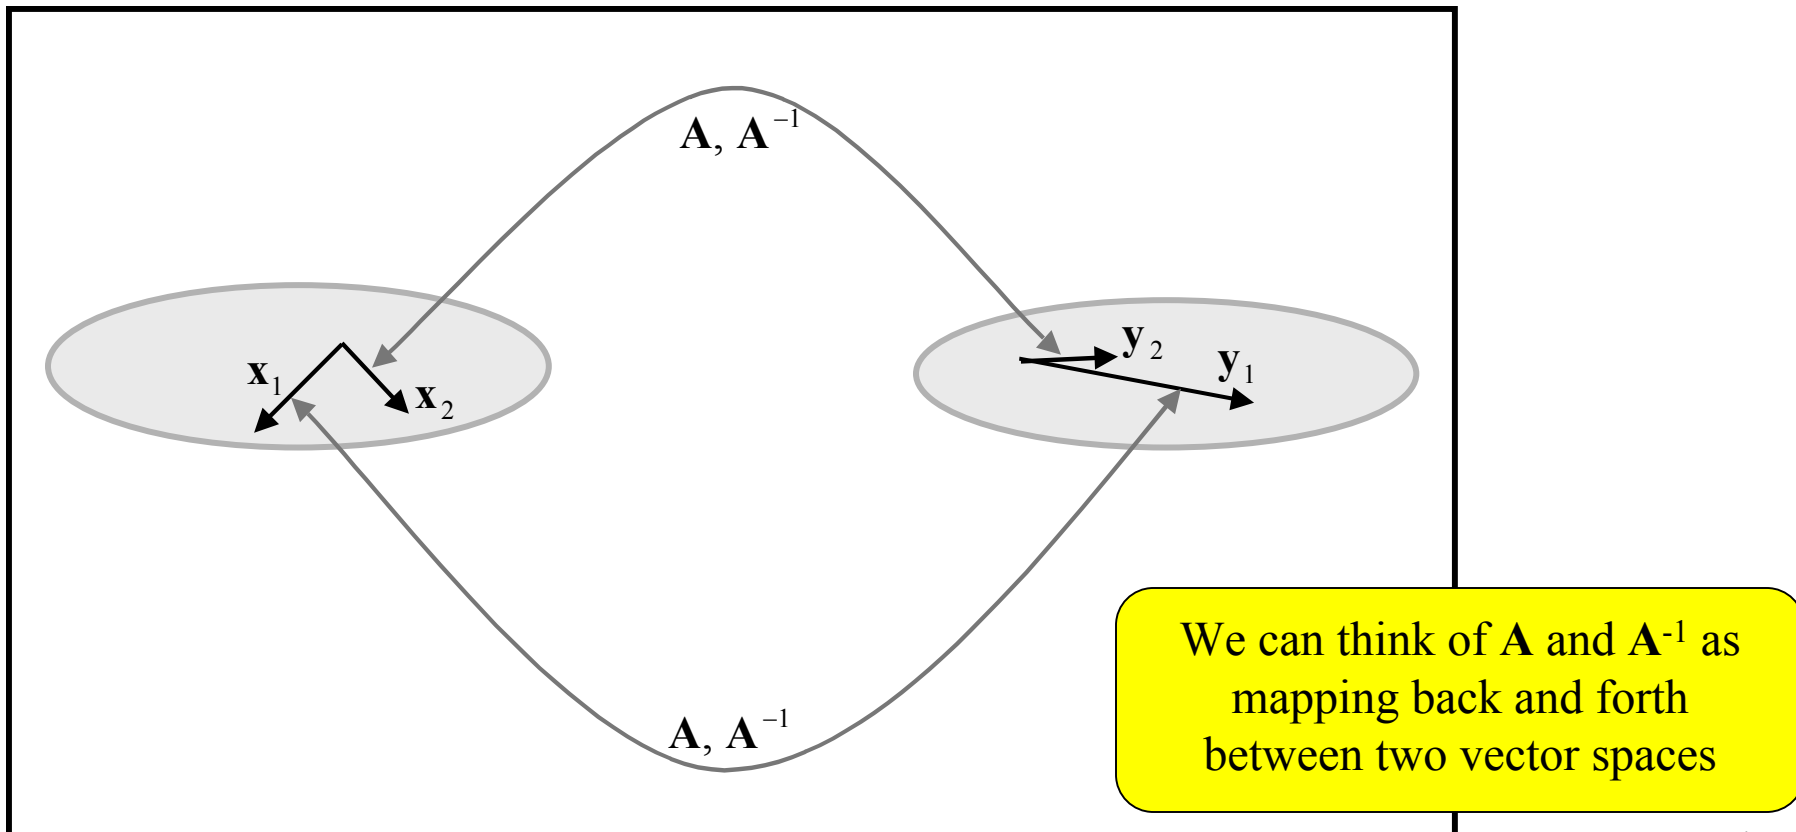 A, A⁻¹
y₂
y₁
x₁
x₂
A, A⁻¹
We can think of A and A⁻¹ as
mapping back and forth
between two vector spaces